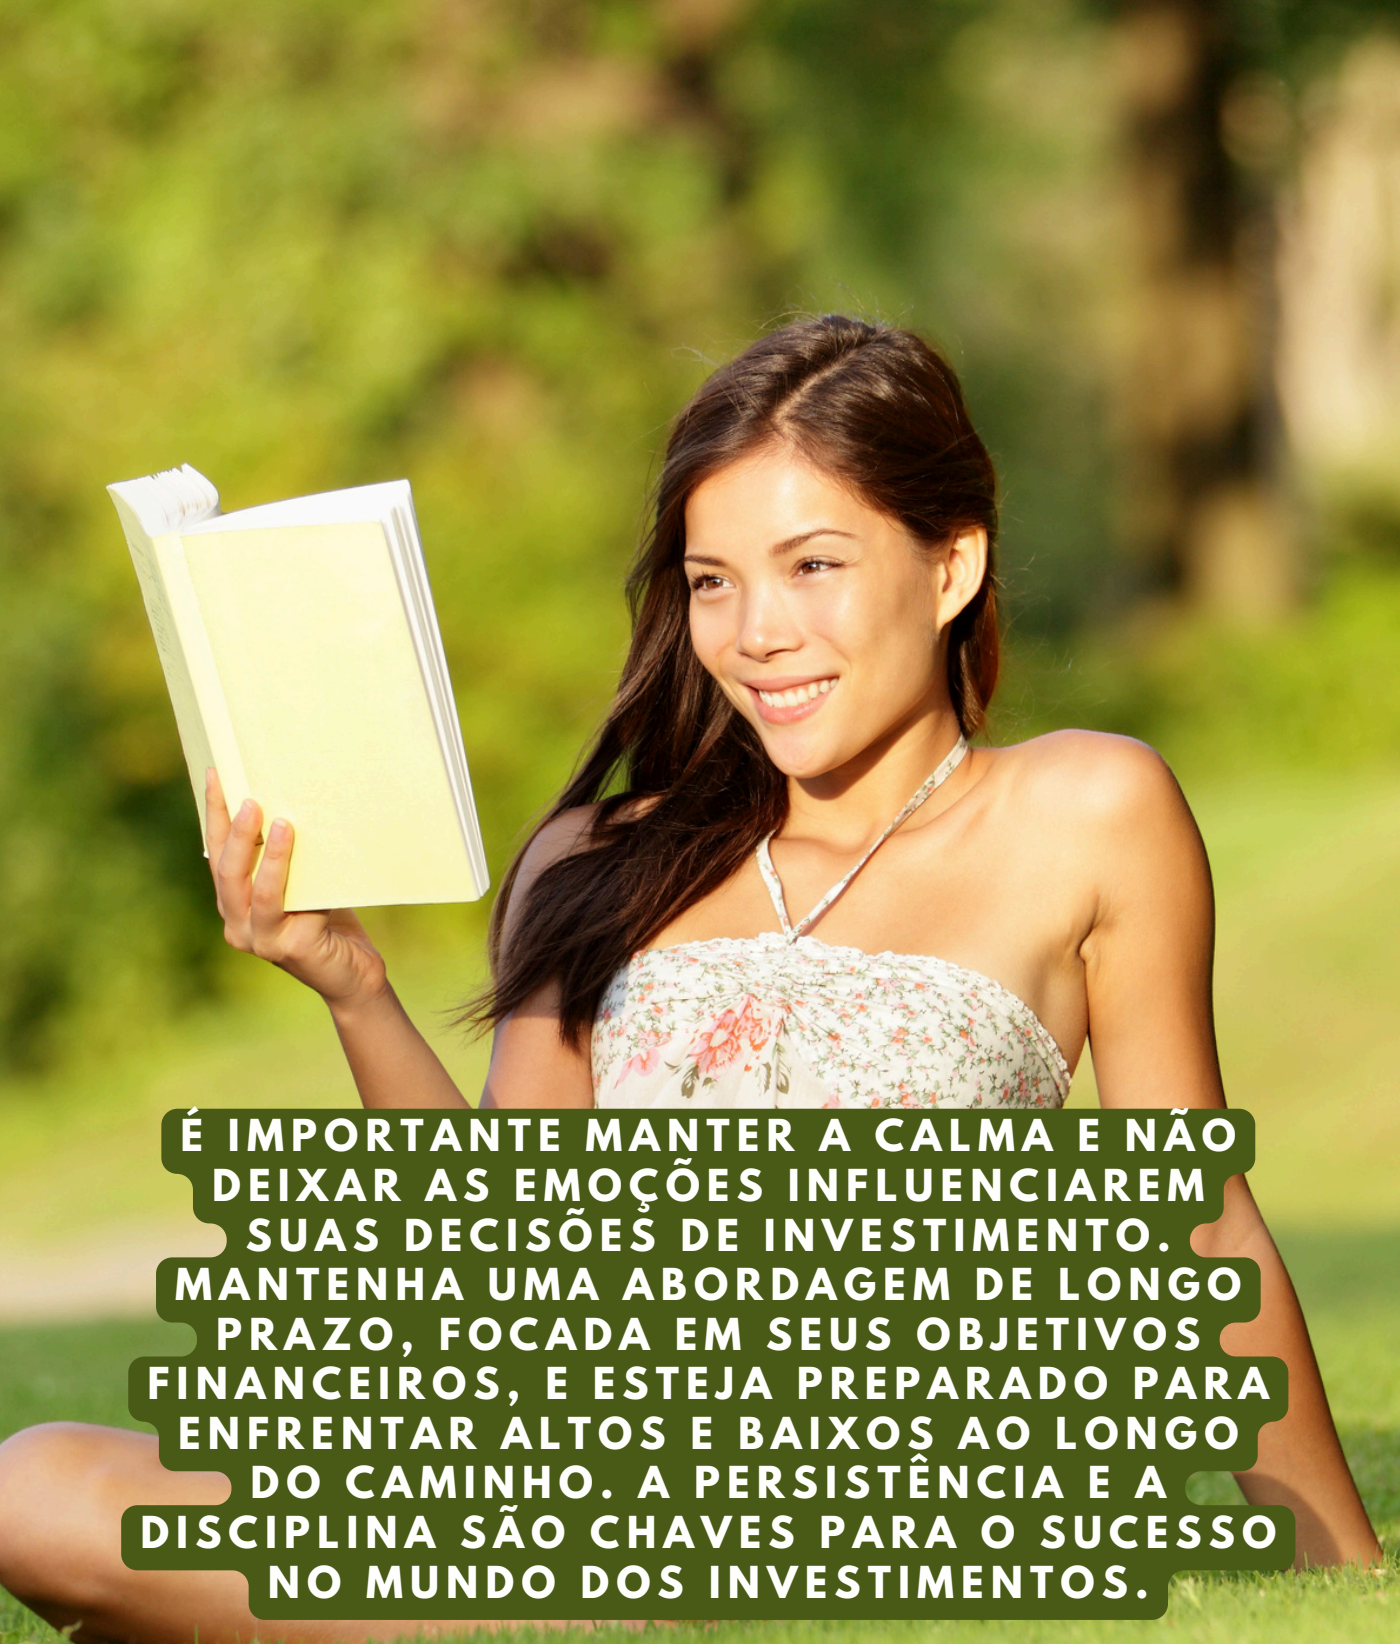 É IMPORTANTE MANTER A CALMA E NÃO
DEIXAR AS EMOÇÕES INFLUENCIAREM
SUAS DECISÕES DE INVESTIMENTO.
MANTENHA UMA ABORDAGEM DE LONGO
PRAZO, FOCADA EM SEUS OBJETIVOS
FINANCEIROS, E ESTEJA PREPARADO PARA
ENFRENTAR ALTOS E BAIXOS AO LONGO
DO CAMINHO. A PERSISTÊNCIA E A
DISCIPLINA SÃO CHAVES PARA O SUCESSO
NO MUNDO DOS INVESTIMENTOS.